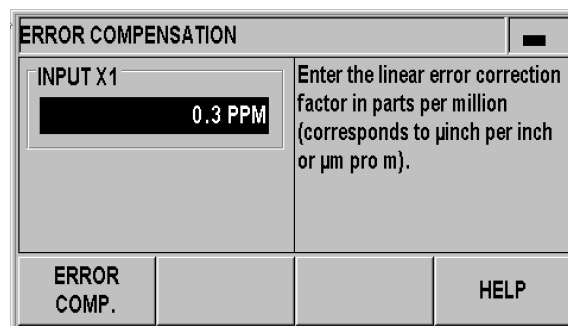 ERROR COMPENSATION
INPUT X1
0.3 PPM
Enter the linear error correction
factor in parts per million
(corresponds to µinch per inch
or µm pro m).
ERROR
COMP.
HELP